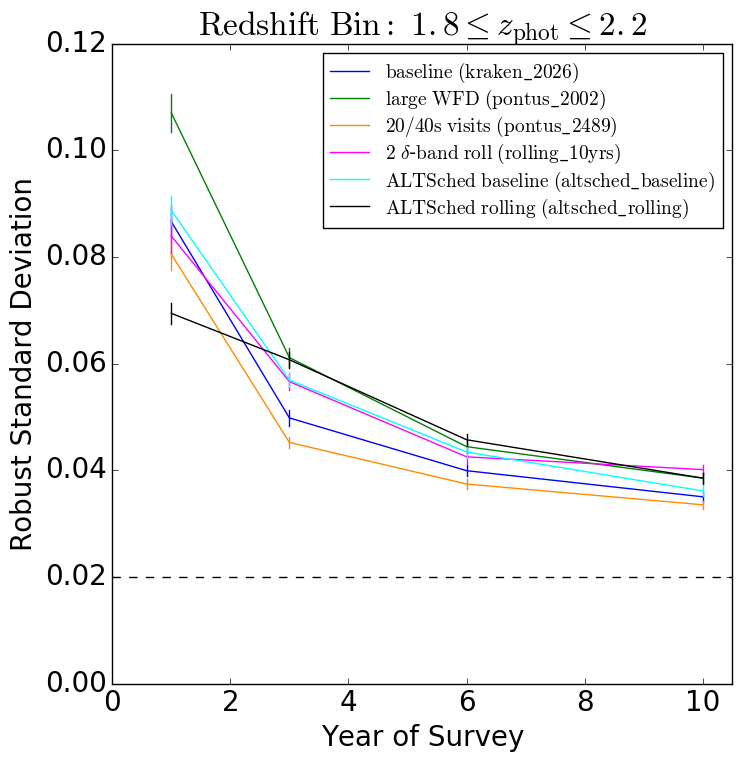 Redshift Bin: 1.8 ≤ z_phot ≤ 2.2
0.12
0.10
0.08
0.06
0.04
0.02
0.00
Robust Standard Deviation
baseline (kraken_2026)
large WFD (pontus_2002)
20/40s visits (pontus_2489)
2 δ-band roll (rolling_10yrs)
ALTSched baseline (altsched_baseline)
ALTSched rolling (altsched_rolling)
0 2 4 6 8 10
Year of Survey